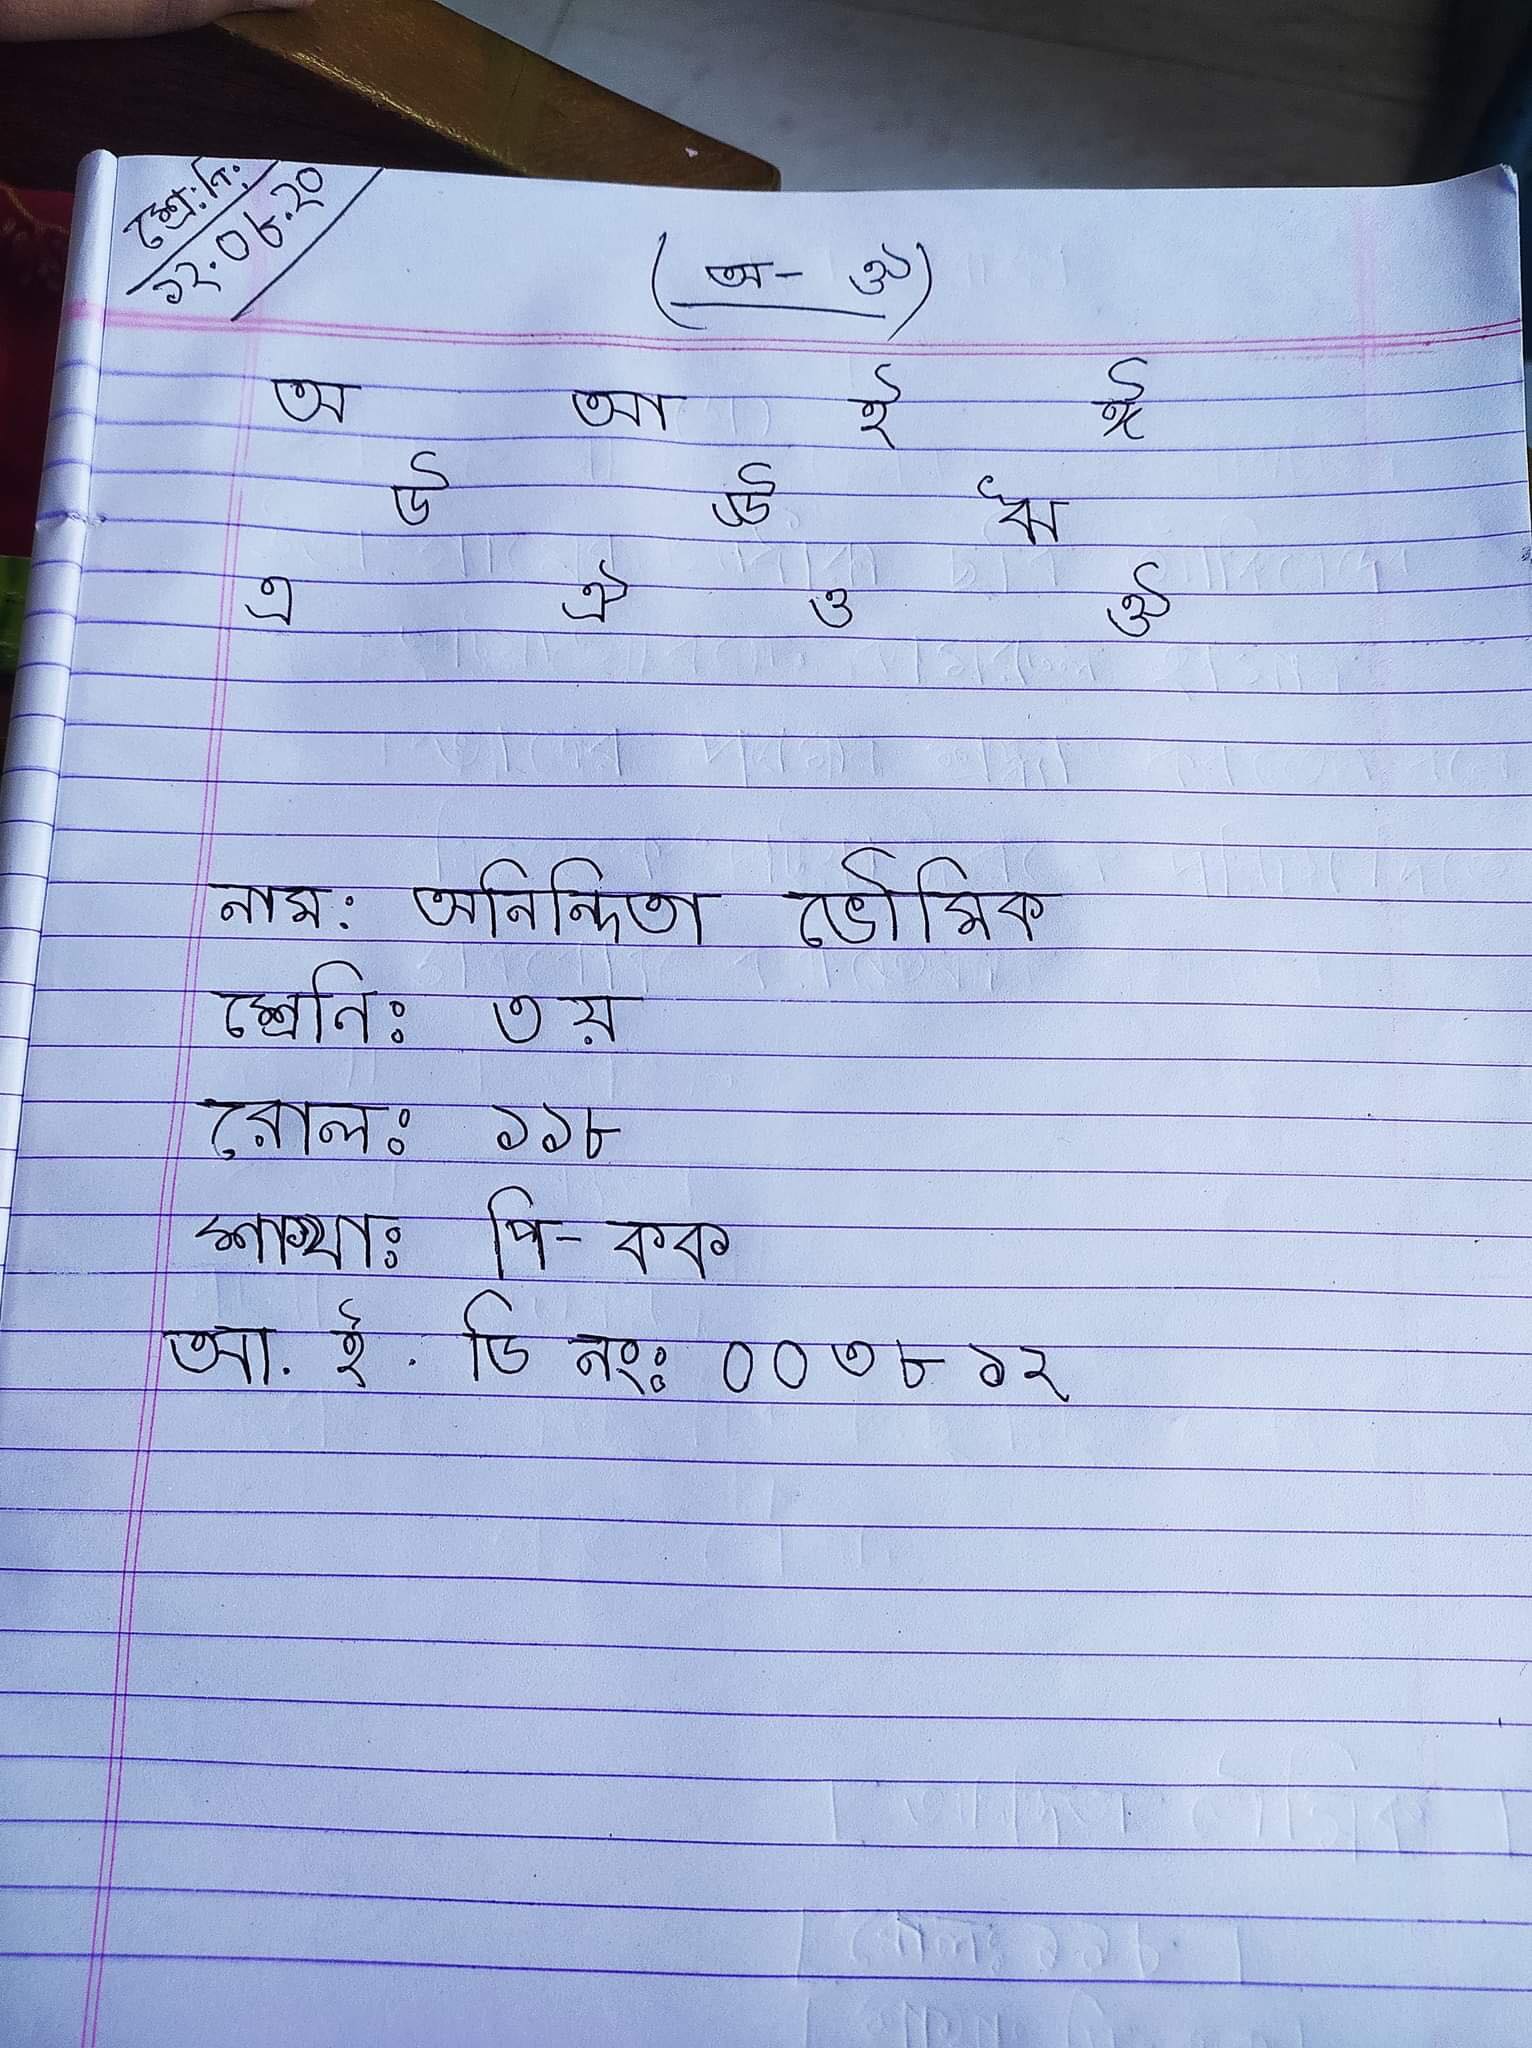 শ্রে:নি:
১২.০৮.২০
(অ- ঔ)
অ আ ই ঈ
উ ঊ ঋ
এ ঐ ও ঔ
নাম: অনিন্দিতা ভৌমিক
শ্রেনিঃ ৩য়
রোলঃ ১১৮
শাখাঃ পি-কক
আ. ই. ডি নংঃ ০০৩৮১২